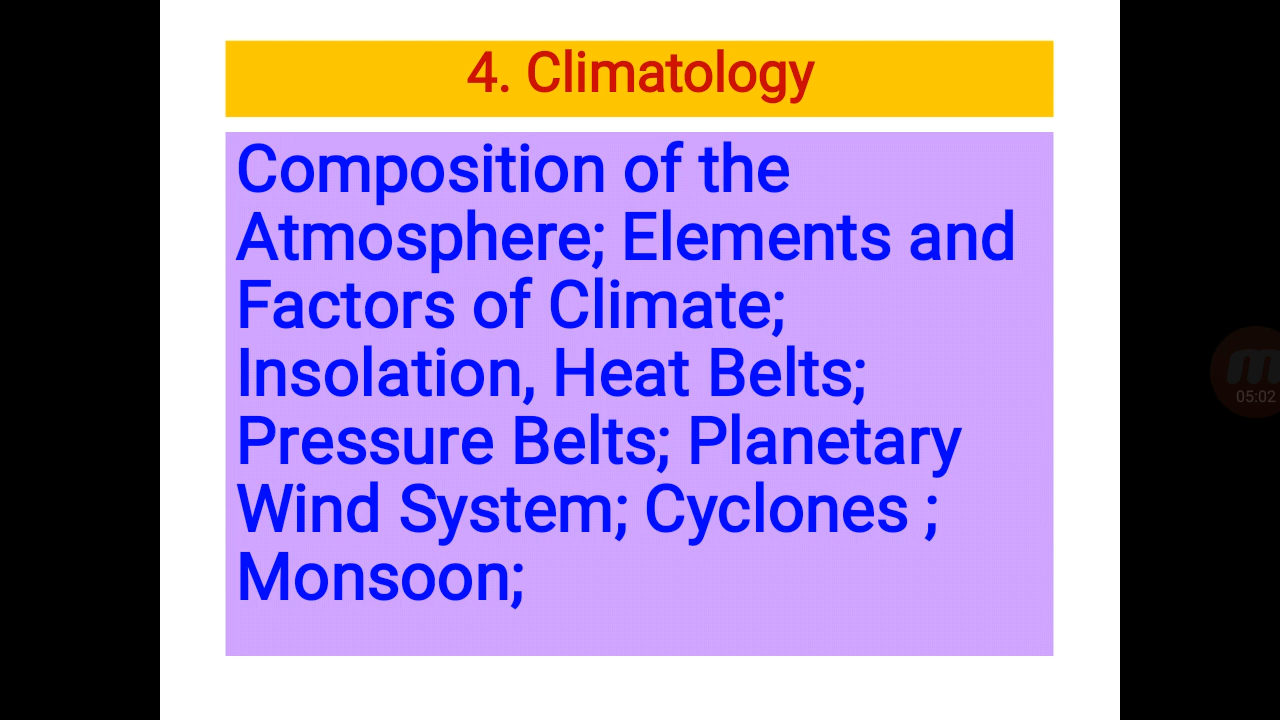 4. Climatology
Composition of the
Atmosphere; Elements and
Factors of Climate;
Insolation, Heat Belts;
Pressure Belts; Planetary
Wind System; Cyclones ;
Monsoon;
05:02